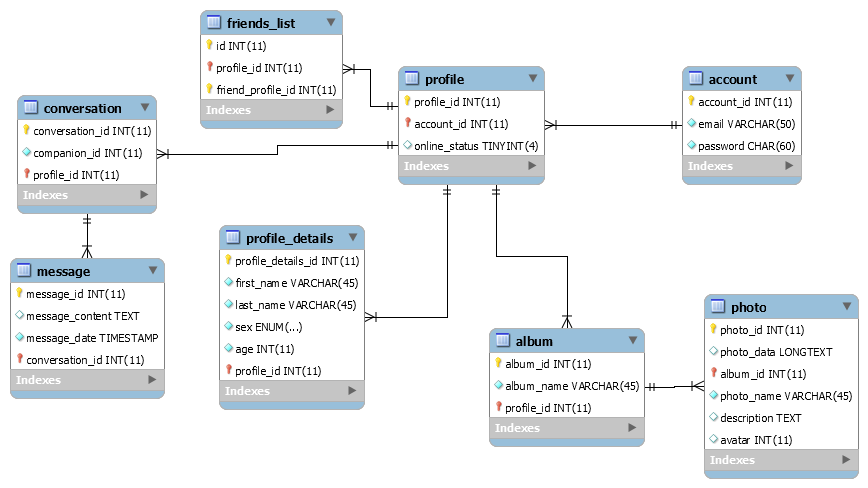 friends_list
id INT(11)
profile_id INT(11)
friend_profile_id INT(11)
Indexes
profile
profile_id INT(11)
account_id INT(11)
online_status TINYINT(4)
Indexes
account
account_id INT(11)
email VARCHAR(50)
password CHAR(60)
Indexes
conversation
conversation_id INT(11)
companion_id INT(11)
profile_id INT(11)
Indexes
message
message_id INT(11)
message_content TEXT
message_date TIMESTAMP
conversation_id INT(11)
Indexes
profile_details
profile_details_id INT(11)
first_name VARCHAR(45)
last_name VARCHAR(45)
sex ENUM(...)
age INT(11)
profile_id INT(11)
Indexes
album
album_id INT(11)
album_name VARCHAR(45)
profile_id INT(11)
Indexes
photo
photo_id INT(11)
photo_data LONGTEXT
album_id INT(11)
photo_name VARCHAR(45)
description TEXT
avatar INT(11)
Indexes